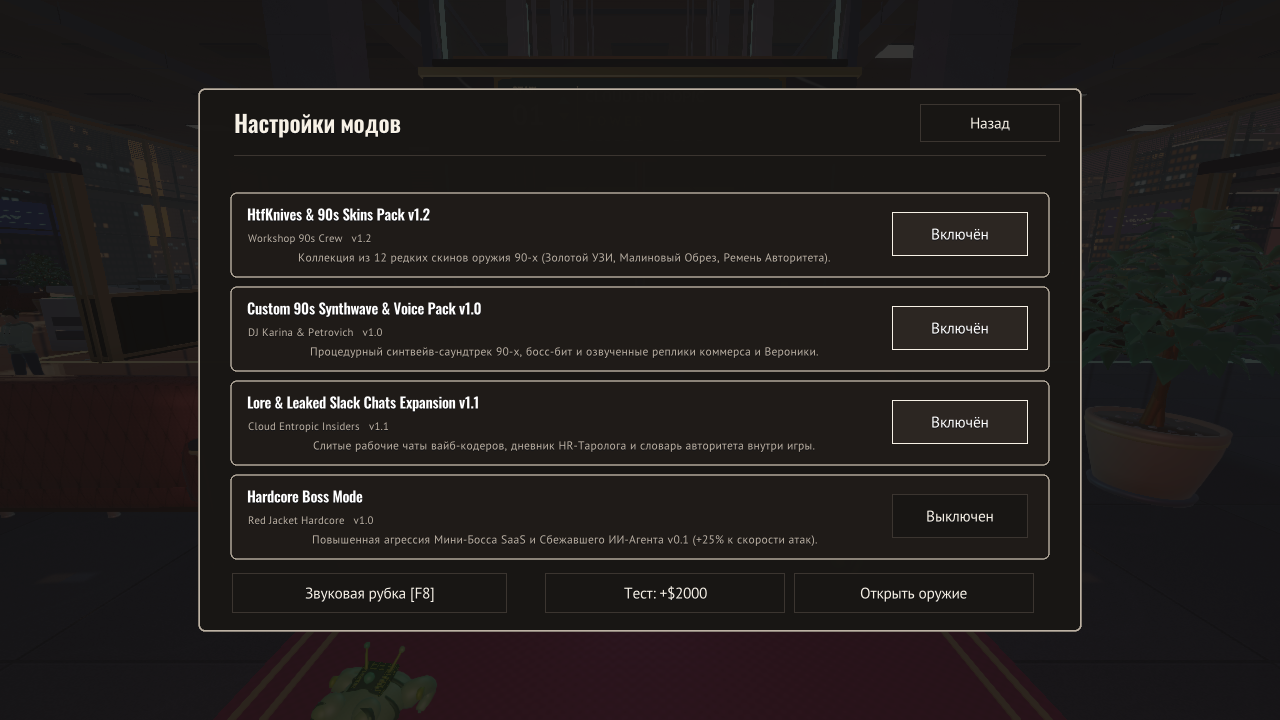 Настройки модов
Назад
HtfKnives & 90s Skins Pack v1.2
Workshop 90s Crew v1.2
Коллекция из 12 редких скинов оружия 90-х (Золотой УЗИ, Малиновый Обрез, Ремень Авторитета).
Включён
Custom 90s Synthwave & Voice Pack v1.0
DJ Karina & Petrovich v1.0
Процедурный синтвейв-саундтрек 90-х, босс-бит и озвученные реплики коммерса и Вероники.
Включён
Lore & Leaked Slack Chats Expansion v1.1
Cloud Entropic Insiders v1.1
Слитые рабочие чаты вайб-кодеров, дневник HR-Таролога и словарь авторитета внутри игры.
Включён
Hardcore Boss Mode
Red Jacket Hardcore v1.0
Повышенная агрессия Мини-Босса SaaS и Сбежавшего ИИ-Агента v0.1 (+25% к скорости атак).
Выключен
Звуковая рубка [F8]
Тест: +$2000
Открыть оружие